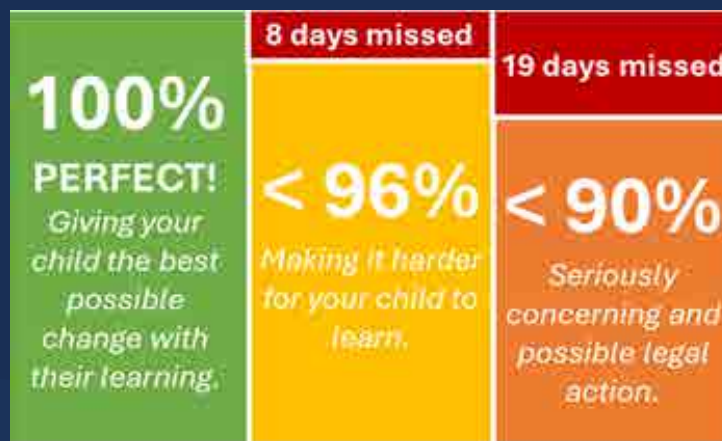 100%
PERFECT!
Giving your
child the best
possible
change with
their learning.
8 days missed
< 96%
Making it harder
for your child to
learn.
19 days missed
< 90%
Seriously
concerning and
possible legal
action.